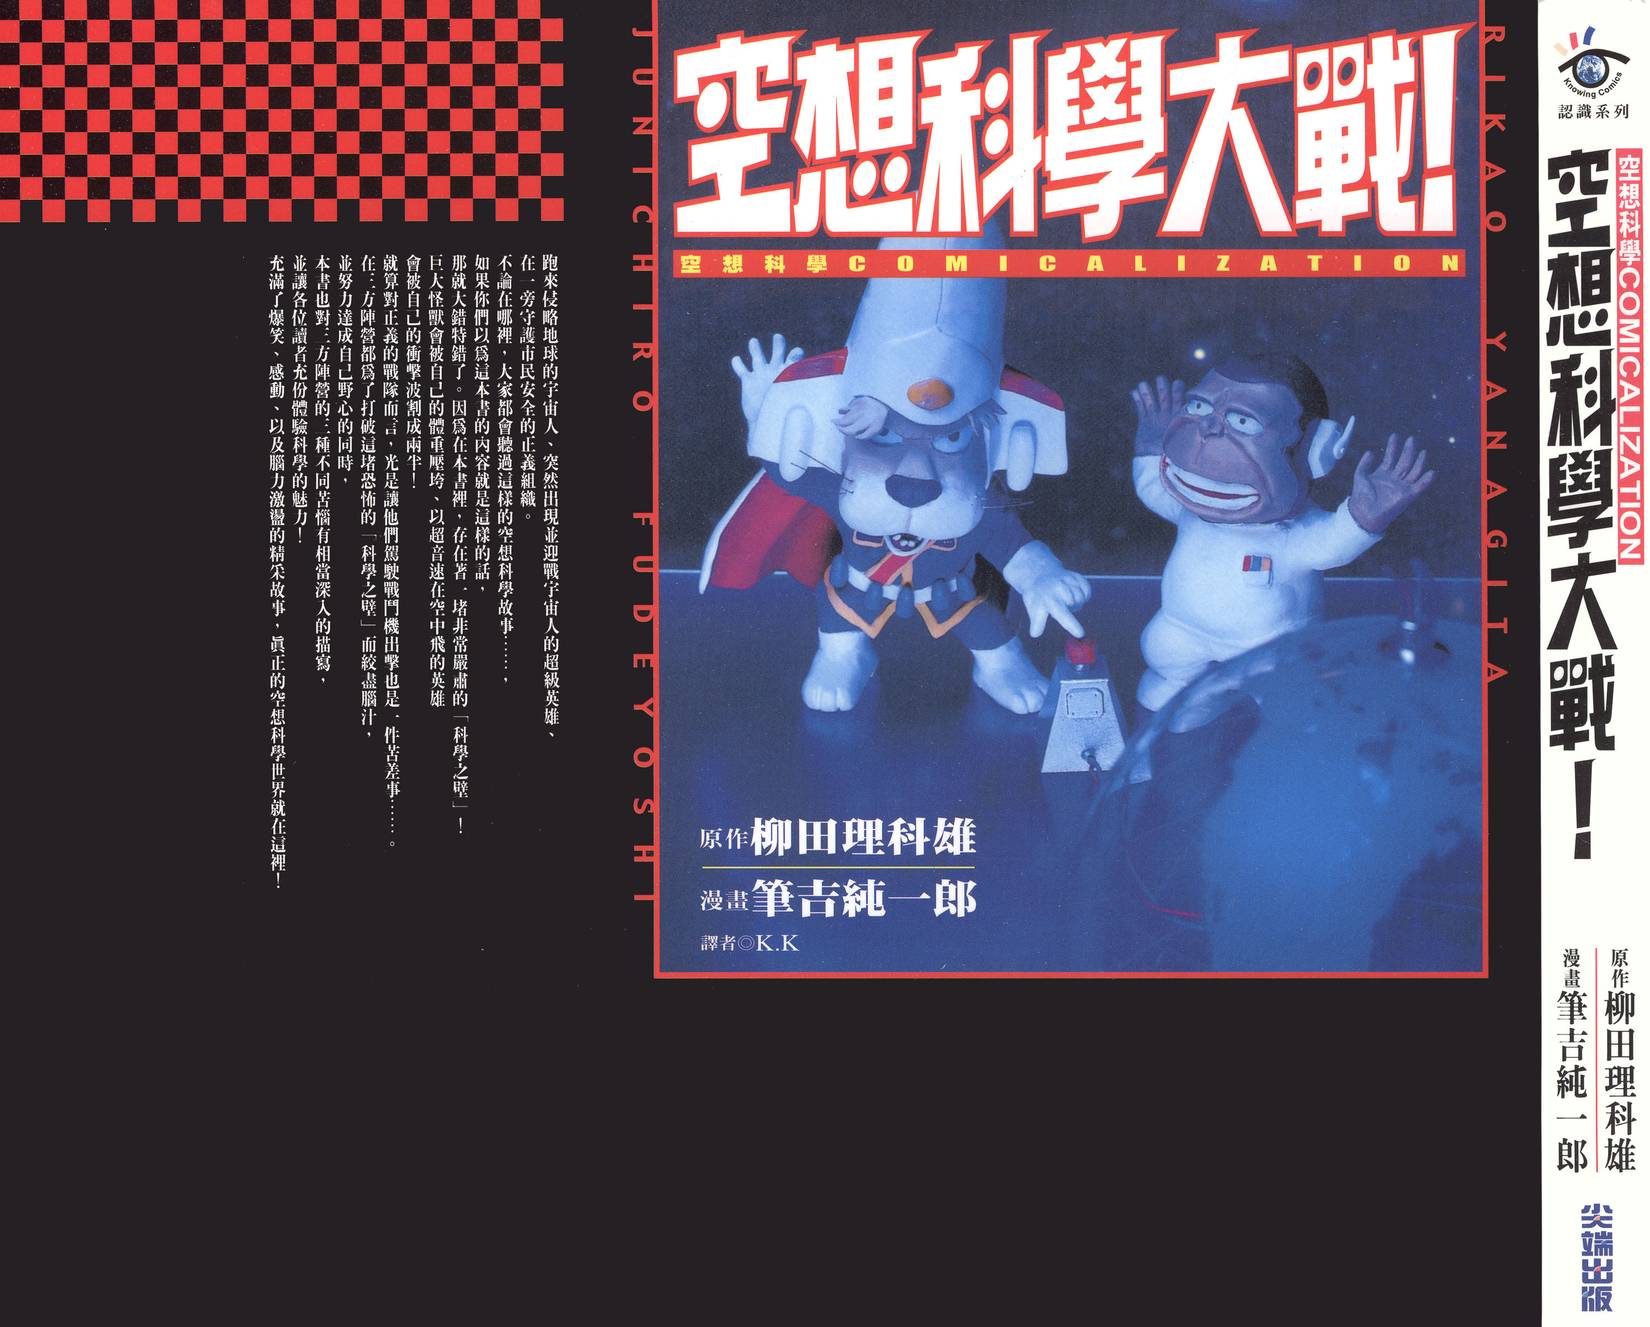 空想科學大戰!
空想科學COMICALIZATION
RIKAO YANAGITA
JUNICHIRO FUDEYOSHI
原作 柳田理科雄
漫畫 筆吉純一郎
譯者◎K.K
跑來侵略地球的宇宙人、突然出現並迎戰宇宙人的超級英雄、
在一旁守護市民安全的正義組織。
不論在哪裡，大家都會聽過這樣的空想科學故事……，
如果你們以爲這本書的內容就是這樣的話，
那就大錯特錯了。因爲在本書裡，存在著一堵非常嚴肅的「科學之壁」！
巨大怪獸會被自己的體重壓垮、以超音速在空中飛的英雄
會被自己的衝擊波割成兩半！
就算對正義的戰隊而言，光是讓他們駕駛戰鬥機出擊也是一件苦差事……。
在三方陣營都爲了打破這堵恐怖的「科學之壁」而絞盡腦汁，
並努力達成自己野心的同時，
本書也對三方陣營的三種不同苦惱有相當深入的描寫，
並讓各位讀者充份體驗科學的魅力！
充滿了爆笑、感動、以及腦力激盪的精采故事，眞正的空想科學世界就在這裡！
Knowing Comics
認識系列
空想科學COMICALIZATION
空想科學大戰！
原作 柳田理科雄
漫畫 筆吉純一郎
尖端出版